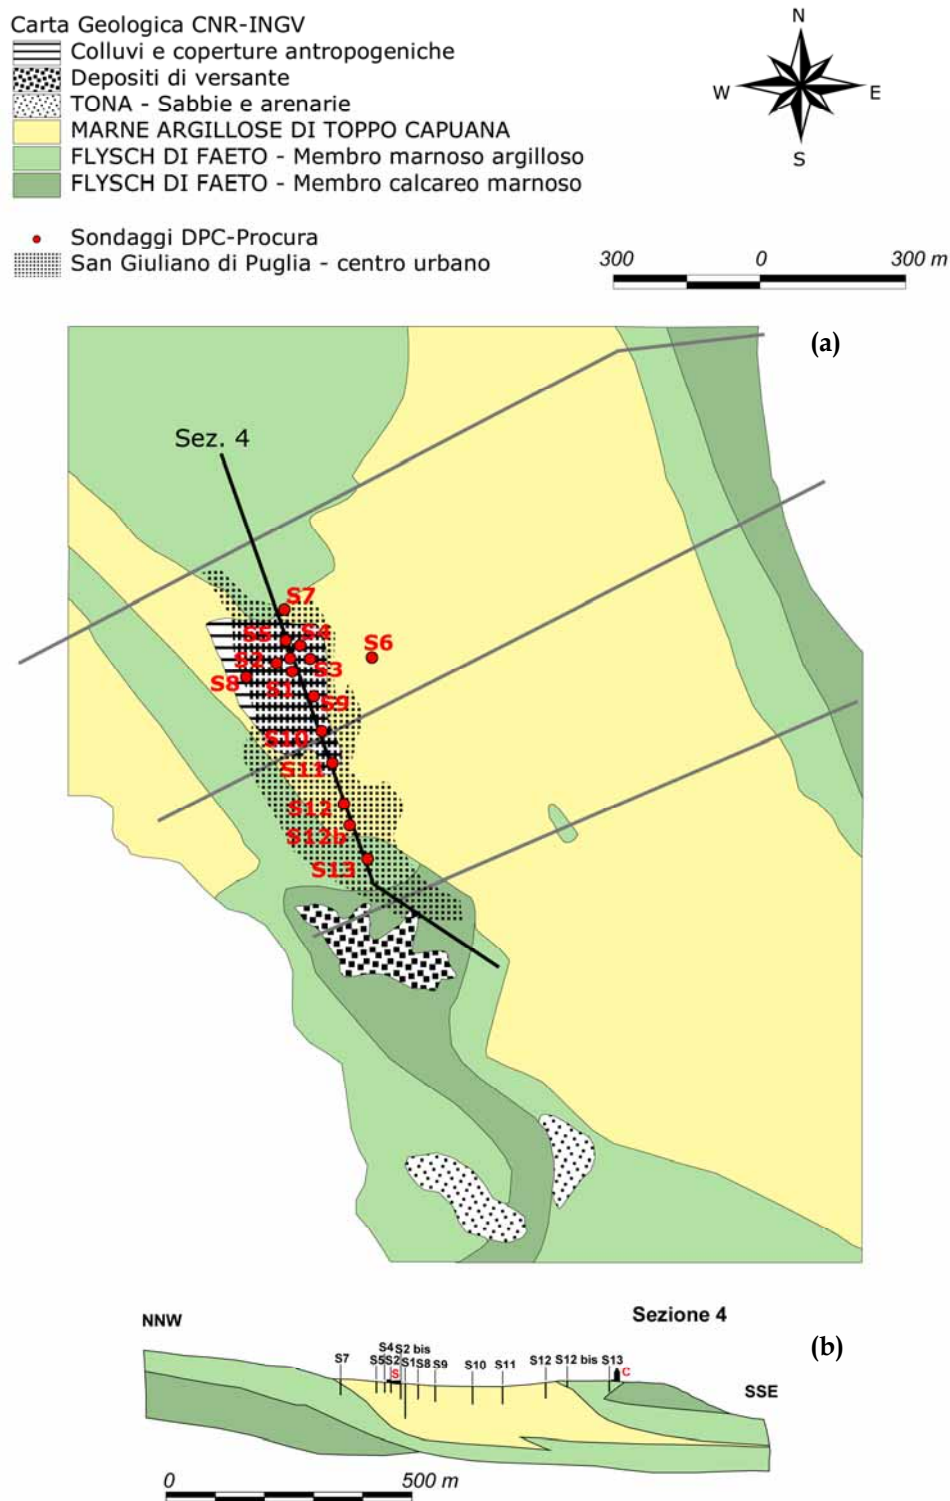 Carta Geologica CNR-INGV
Colluvi e coperture antropogeniche
Depositi di versante
TONA - Sabbie e arenarie
MARNE ARGILLOSE DI TOPPO CAPUANA
FLYSCH DI FAETO - Membro marnoso argilloso
FLYSCH DI FAETO - Membro calcareo marnoso
Sondaggi DPC-Procura
San Giuliano di Puglia - centro urbano
N
W E
S
300 0 300 m
(a)
Sez. 4
S7
S5 S4
S2 S3 S6
S8 S1
S9
S10
S11
S12
S12b
S13
Sezione 4
NNW
(b)
S4 S2 bis
S7 S5 S2 S1 S8 S9 S10 S11 S12 S12 bis S13
S C
SSE
0 500 m